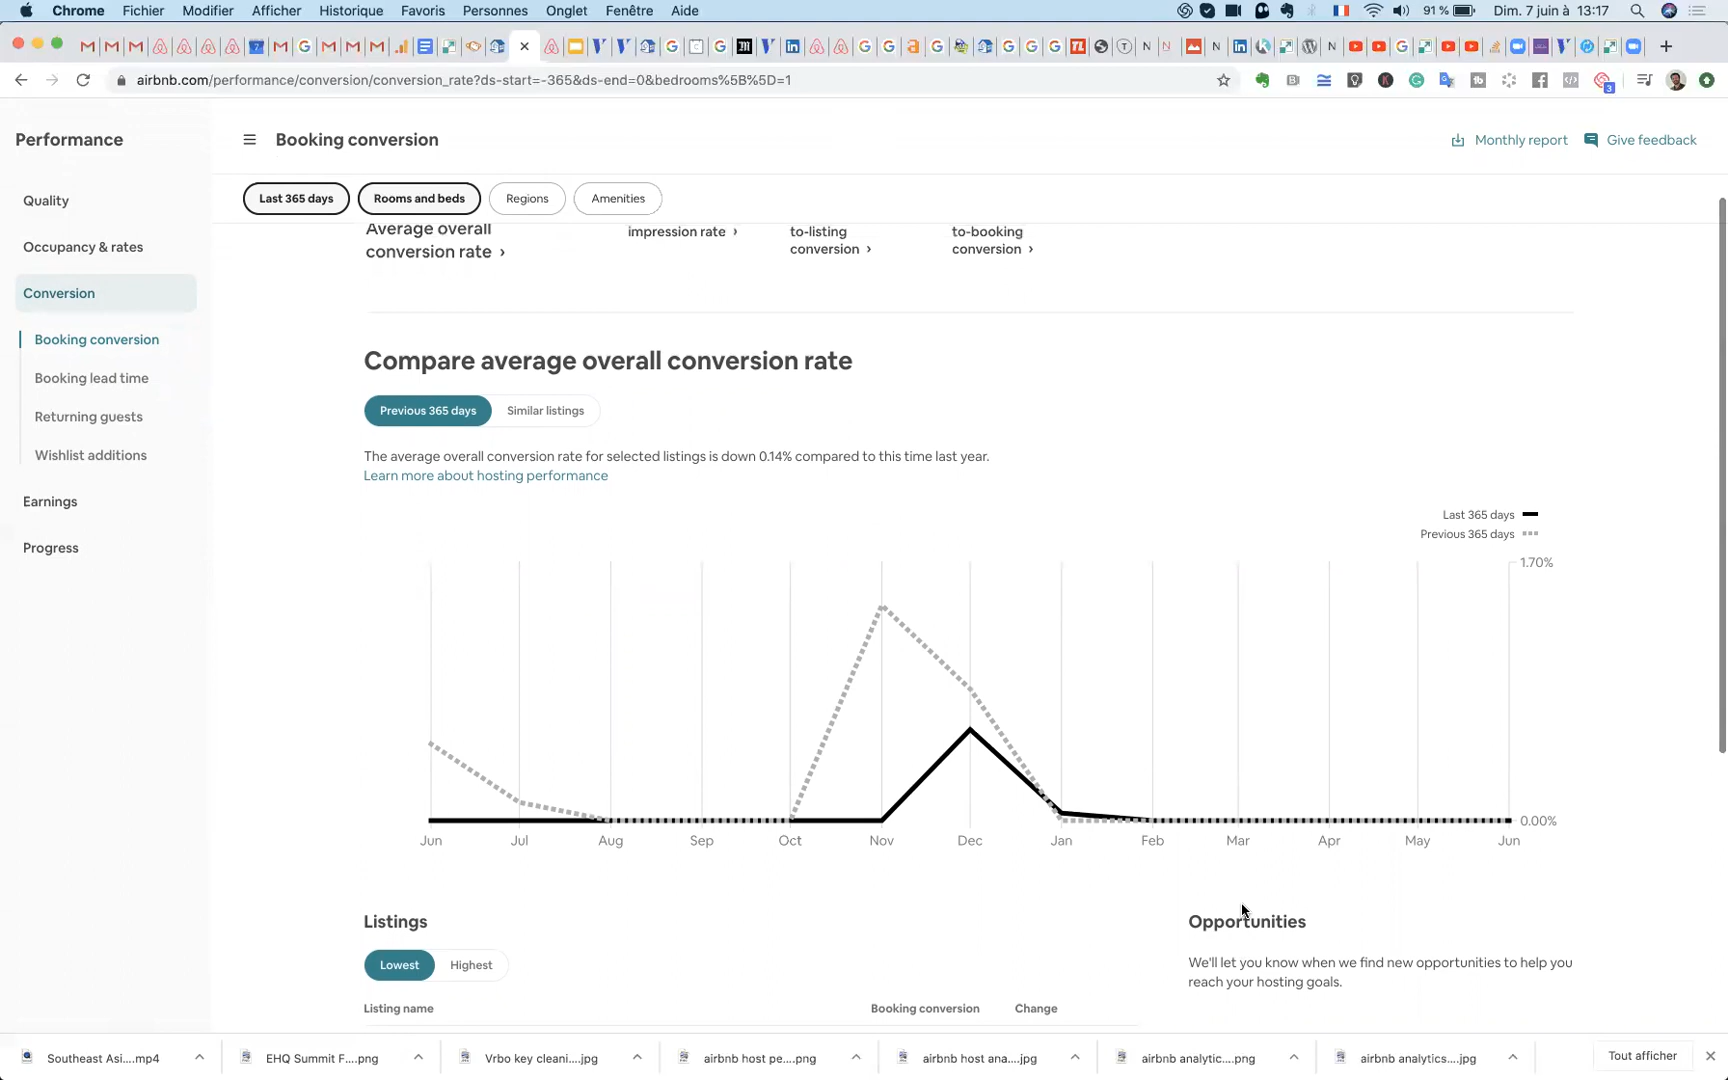 Chrome Fichier Modifier Afficher Historique Favoris Personnes Onglet Fenêtre Aide 91 % Dim. 7 juin à 13:17
airbnb.com/performance/conversion/conversion_rate?ds-start=-365&ds-end=0&bedrooms%5B%5D=1
Performance
Booking conversion
Monthly report
Give feedback
Last 365 days
Rooms and beds
Regions
Amenities
Quality
Occupancy & rates
Conversion
Booking conversion
Booking lead time
Returning guests
Wishlist additions
Earnings
Progress
Average overall
conversion rate ›
impression rate ›
to-listing
conversion ›
to-booking
conversion ›
Compare average overall conversion rate
Previous 365 days
Similar listings
The average overall conversion rate for selected listings is down 0.14% compared to this time last year.
Learn more about hosting performance
Last 365 days
Previous 365 days
1.70%
0.00%
Jun Jul Aug Sep Oct Nov Dec Jan Feb Mar Apr May Jun
Listings
Lowest
Highest
Listing name
Booking conversion
Change
Opportunities
We'll let you know when we find new opportunities to help you
reach your hosting goals.
Southeast Asi....mp4
EHQ Summit F....png
Vrbo key cleani....jpg
airbnb host pe....png
airbnb host ana....jpg
airbnb analytic....png
airbnb analytics....jpg
Tout afficher